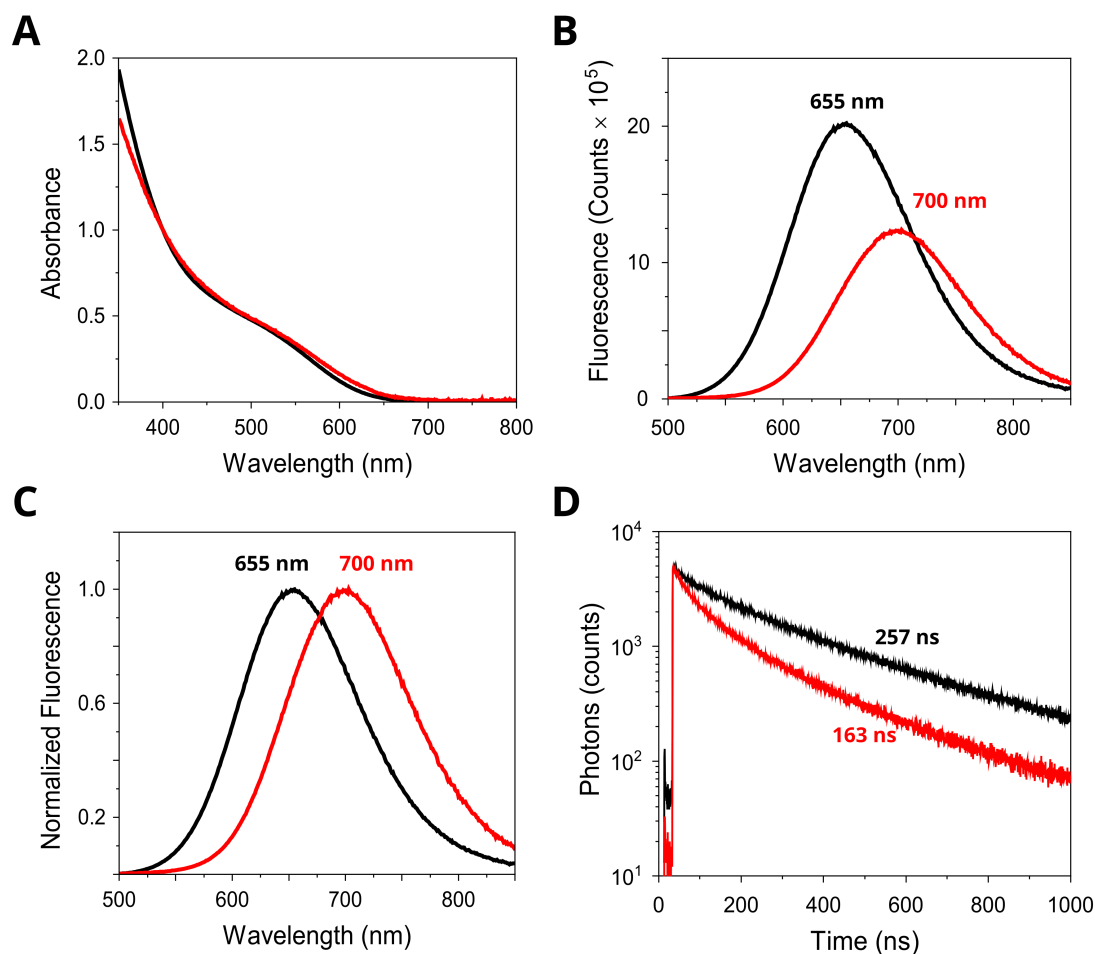 A
2.0
1.5
1.0
0.5
0.0
400
500
600
700
800
Absorbance
Wavelength (nm)
B
655 nm
700 nm
20
10
0
500
600
700
800
Fluorescence (Counts × 10⁵)
Wavelength (nm)
C
655 nm
700 nm
1.0
0.6
0.2
500
600
700
800
Normalized Fluorescence
Wavelength (nm)
D
10⁴
10³
10²
10¹
257 ns
163 ns
0
200
400
600
800
1000
Photons (counts)
Time (ns)